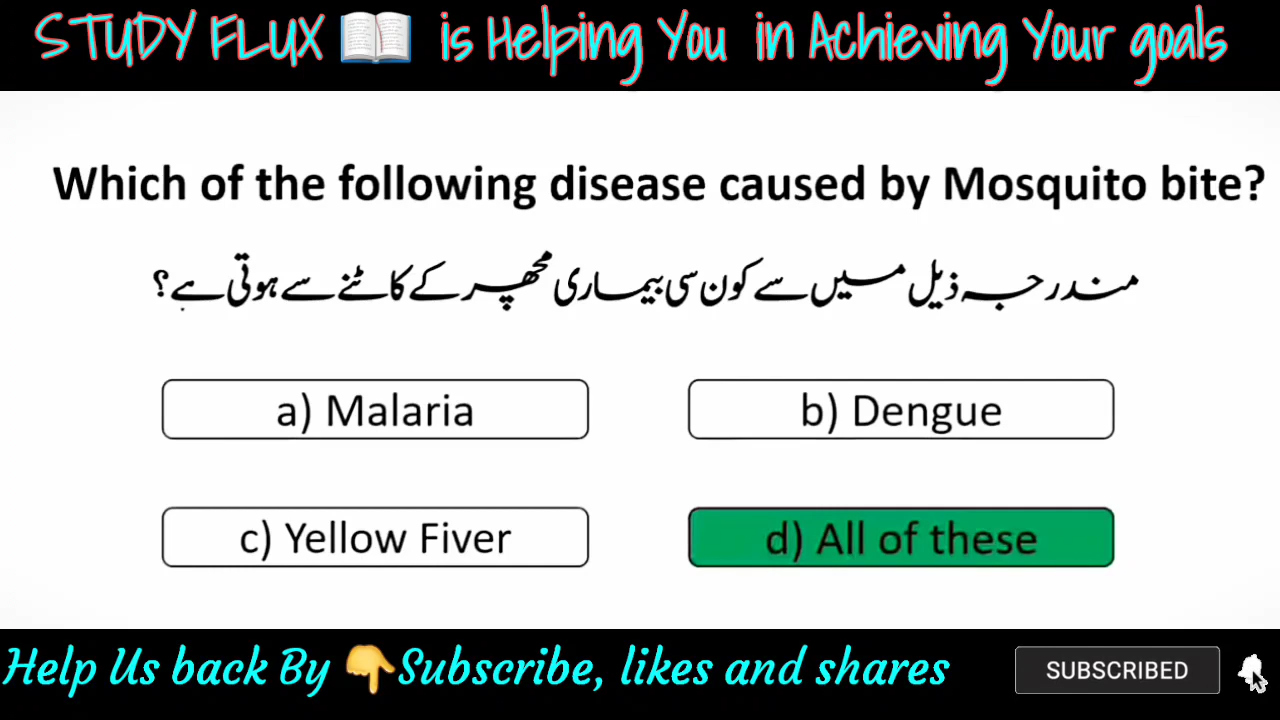 STUDY FLUX 📖 is Helping You in Achieving Your goals
Which of the following disease caused by Mosquito bite?
مندرجہ ذیل میں سے کون سی بیماری مچھر کے کاٹنے سے ہوتی ہے؟
a) Malaria
b) Dengue
c) Yellow Fiver
d) All of these
Help Us back By 👇Subscribe, likes and shares
SUBSCRIBED